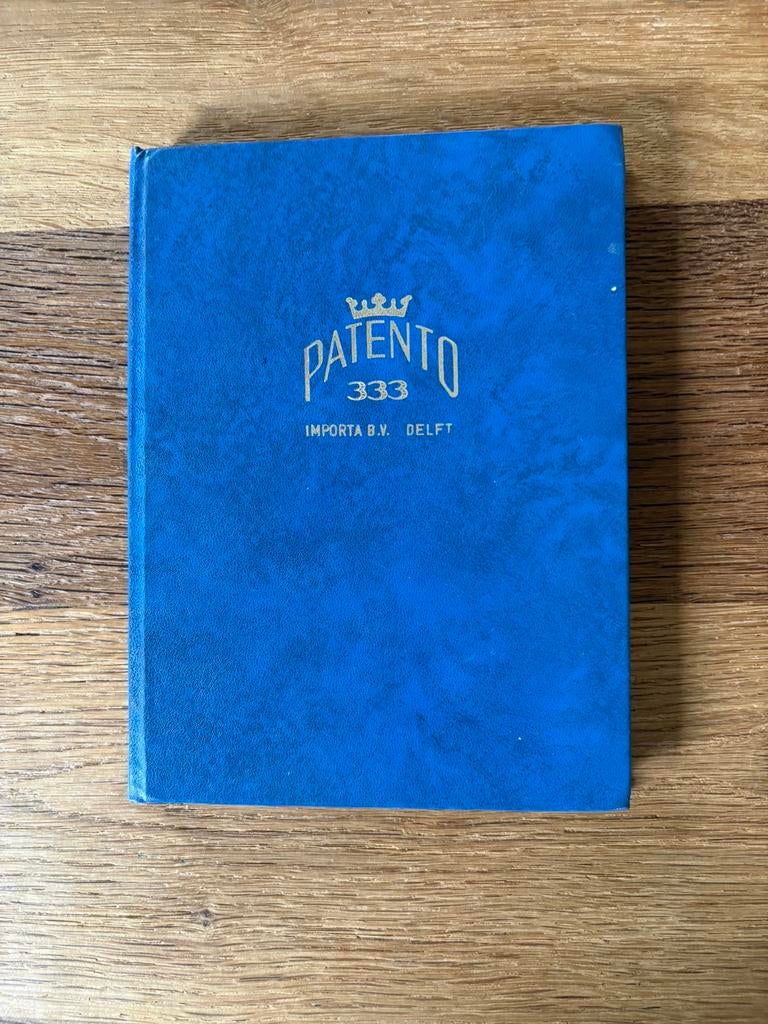 PATENTO
333
IMPORTA B.V. DELFT